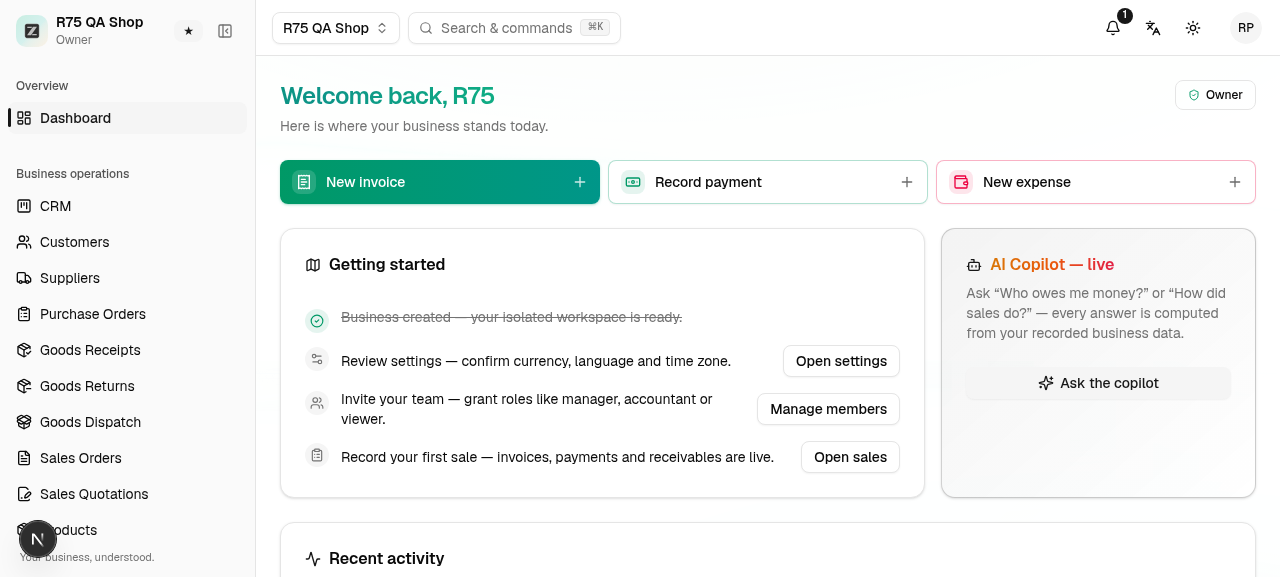 R75 QA Shop
Owner
★
Overview
Dashboard
Business operations
CRM
Customers
Suppliers
Purchase Orders
Goods Receipts
Goods Returns
Goods Dispatch
Sales Orders
Sales Quotations
N
Your business, understood.
R75 QA Shop
Search & commands ⌘K
1
RP
Welcome back, R75
Owner
Here is where your business stands today.
New invoice
Record payment
New expense
Getting started
Business created — your isolated workspace is ready.
Review settings — confirm currency, language and time zone.
Open settings
Invite your team — grant roles like manager, accountant or
viewer.
Manage members
Record your first sale — invoices, payments and receivables are live.
Open sales
AI Copilot — live
Ask “Who owes me money?” or “How did
sales do?” — every answer is computed
from your recorded business data.
Ask the copilot
Recent activity